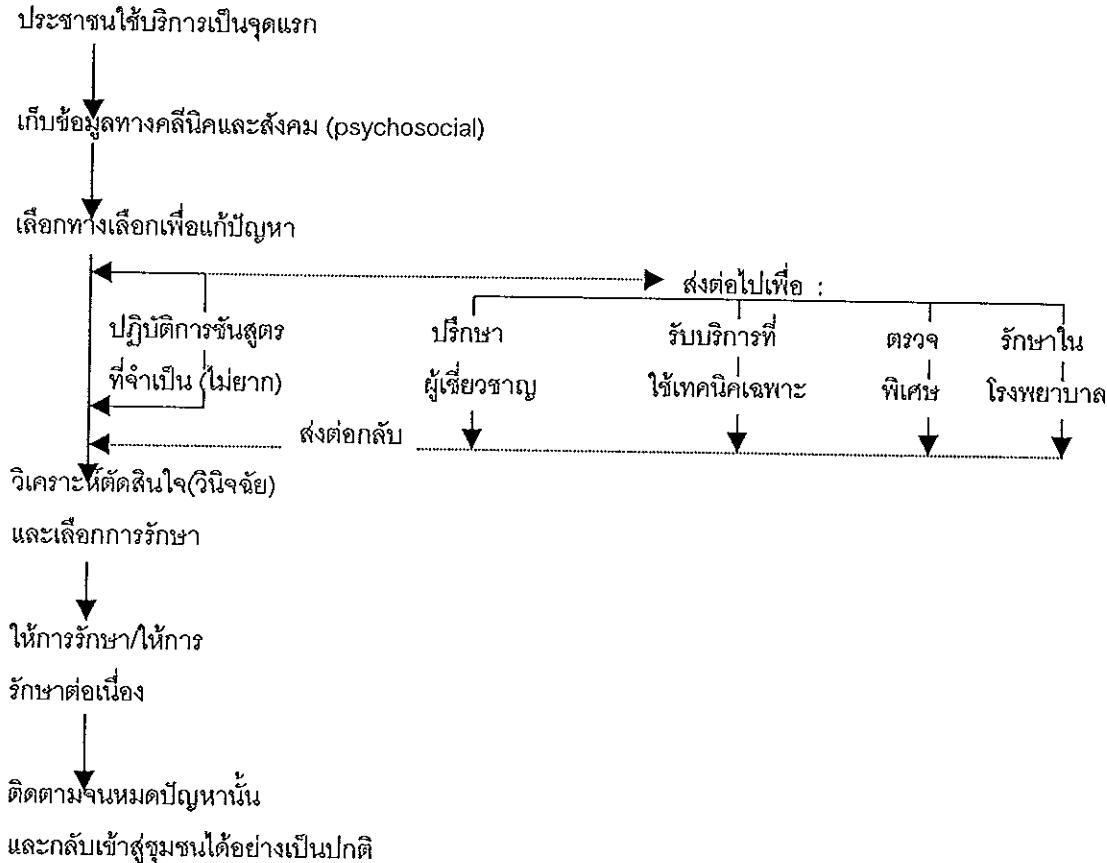 ประชาชนใช้บริการเป็นจุดแรก
เก็บข้อมูลทางคลีนิคและสังคม (psychosocial)
เลือกทางเลือกเพื่อแก้ปัญหา
ส่งต่อไปเพื่อ :
ปฏิบัติการชันสูตร
ที่จำเป็น (ไม่ยาก)
ปรึกษา
ผู้เชี่ยวชาญ
รับบริการที่
ใช้เทคนิคเฉพาะ
ตรวจ
พิเศษ
รักษาใน
โรงพยาบาล
ส่งต่อกลับ
วิเคราะห์ตัดสินใจ(วินิจฉัย)
และเลือกการรักษา
ให้การรักษา/ให้การ
รักษาต่อเนื่อง
ติดตามจนหมดปัญหานั้น
และกลับเข้าสู่ชุมชนได้อย่างเป็นปกติ